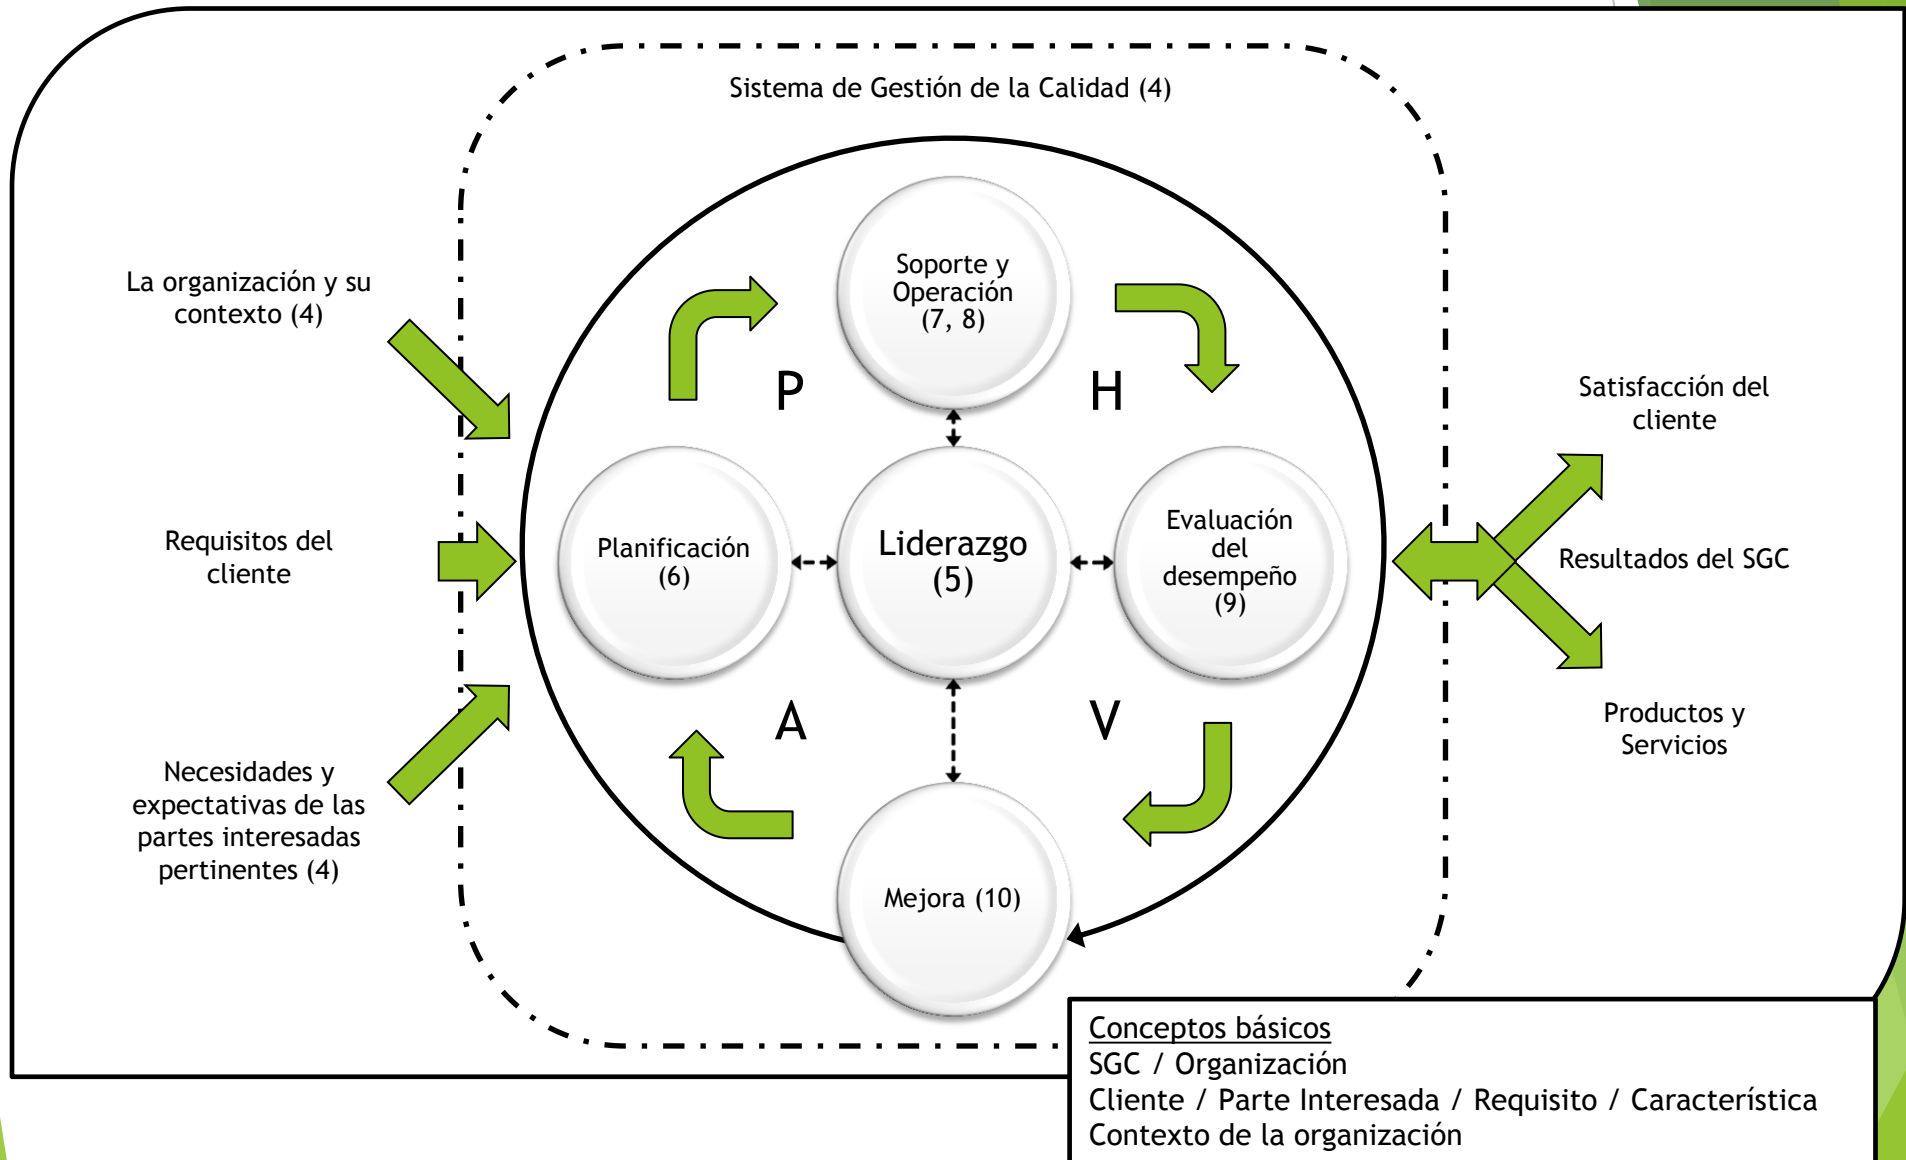 Sistema de Gestión de la Calidad (4)
La organización y su
contexto (4)
Requisitos del
cliente
Necesidades y
expectativas de las
partes interesadas
pertinentes (4)
Soporte y
Operación
(7, 8)
P
H
Planificación
(6)
Liderazgo
(5)
Evaluación
del
desempeño
(9)
A
V
Mejora (10)
Satisfacción del
cliente
Resultados del SGC
Productos y
Servicios
Conceptos básicos
SGC / Organización
Cliente / Parte Interesada / Requisito / Característica
Contexto de la organización